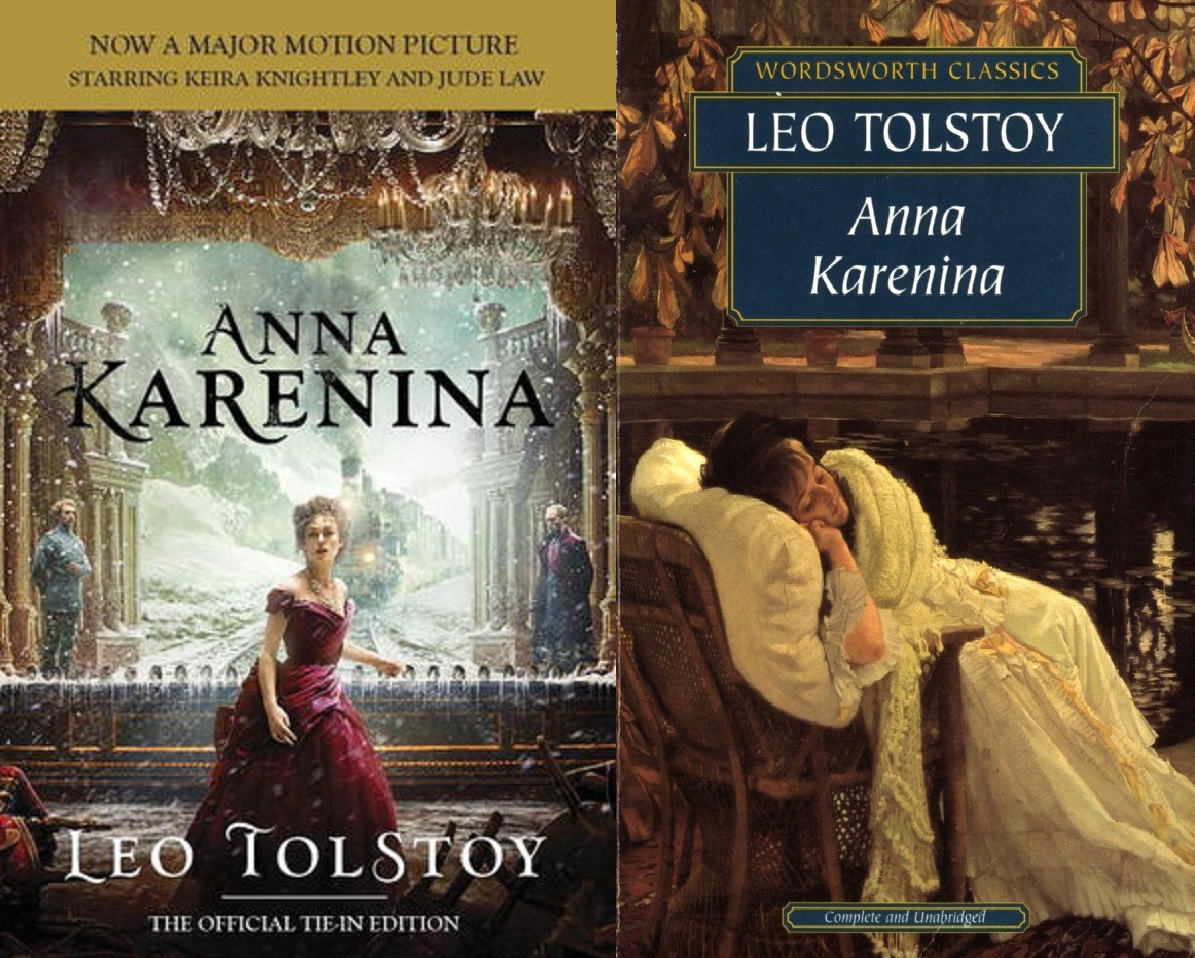 NOW A MAJOR MOTION PICTURE
STARRING KEIRA KNIGHTLEY AND JUDE LAW
ANNA
KARENINA
LEO TOLSTOY
THE OFFICIAL TIE-IN EDITION
WORDSWORTH CLASSICS
LEO TOLSTOY
Anna
Karenina
Complete and Unabridged